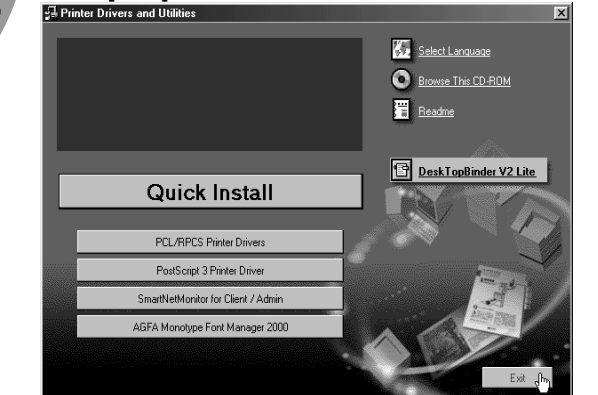 Printer Drivers and Utilities
Select Language
Browse This CD-ROM
Readme
DeskTopBinder V2 Lite
Quick Install
PCL/RPCS Printer Drivers
PostScript 3 Printer Driver
SmartNetMonitor for Client / Admin
AGFA Monotype Font Manager 2000
Exit